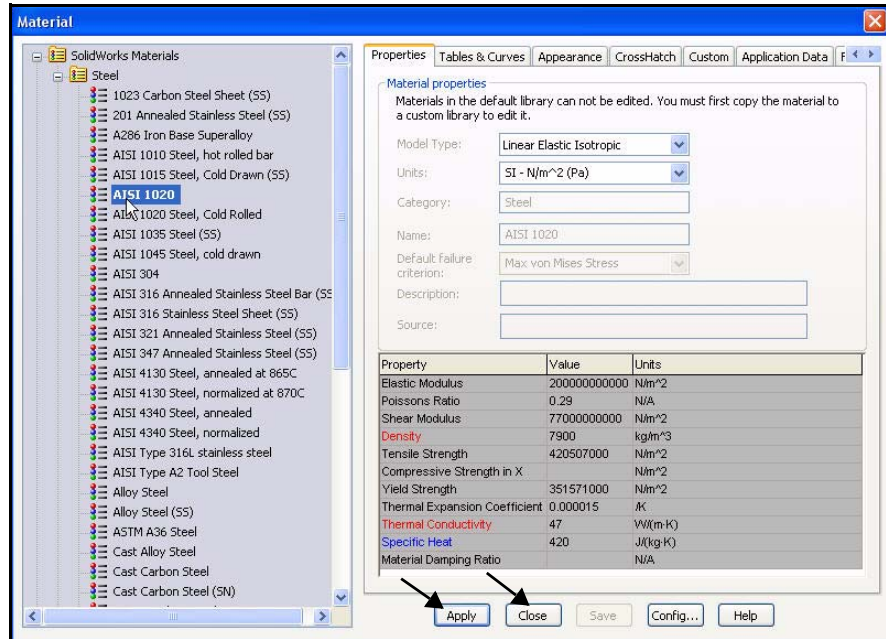 Material
SolidWorks Materials
Steel
1023 Carbon Steel Sheet (SS)
201 Annealed Stainless Steel (SS)
A286 Iron Base Superalloy
AISI 1010 Steel, hot rolled bar
AISI 1015 Steel, Cold Drawn (SS)
AISI 1020
AISI 1020 Steel, Cold Rolled
AISI 1035 Steel (SS)
AISI 1045 Steel, cold drawn
AISI 304
AISI 316 Annealed Stainless Steel Bar (SS
AISI 316 Stainless Steel Sheet (SS)
AISI 321 Annealed Stainless Steel (SS)
AISI 347 Annealed Stainless Steel (SS)
AISI 4130 Steel, annealed at 865C
AISI 4130 Steel, normalized at 870C
AISI 4340 Steel, annealed
AISI 4340 Steel, normalized
AISI Type 316L stainless steel
AISI Type A2 Tool Steel
Alloy Steel
Alloy Steel (SS)
ASTM A36 Steel
Cast Alloy Steel
Cast Carbon Steel
Cast Carbon Steel (SN)
Properties Tables & Curves Appearance CrossHatch Custom Application Data F
Material properties
Materials in the default library can not be edited. You must first copy the material to
a custom library to edit it.
Model Type: Linear Elastic Isotropic
Units: SI - N/m^2 (Pa)
Category: Steel
Name: AISI 1020
Default failure
criterion: Max von Mises Stress
Description:
Source:
Property Value Units
Elastic Modulus 200000000000 N/m^2
Poissons Ratio 0.29 N/A
Shear Modulus 77000000000 N/m^2
Density 7900 kg/m^3
Tensile Strength 420507000 N/m^2
Compressive Strength in X N/m^2
Yield Strength 351571000 N/m^2
Thermal Expansion Coefficient 0.000015 /K
Thermal Conductivity 47 W/(m·K)
Specific Heat 420 J/(kg·K)
Material Damping Ratio N/A
Apply Close Save Config... Help